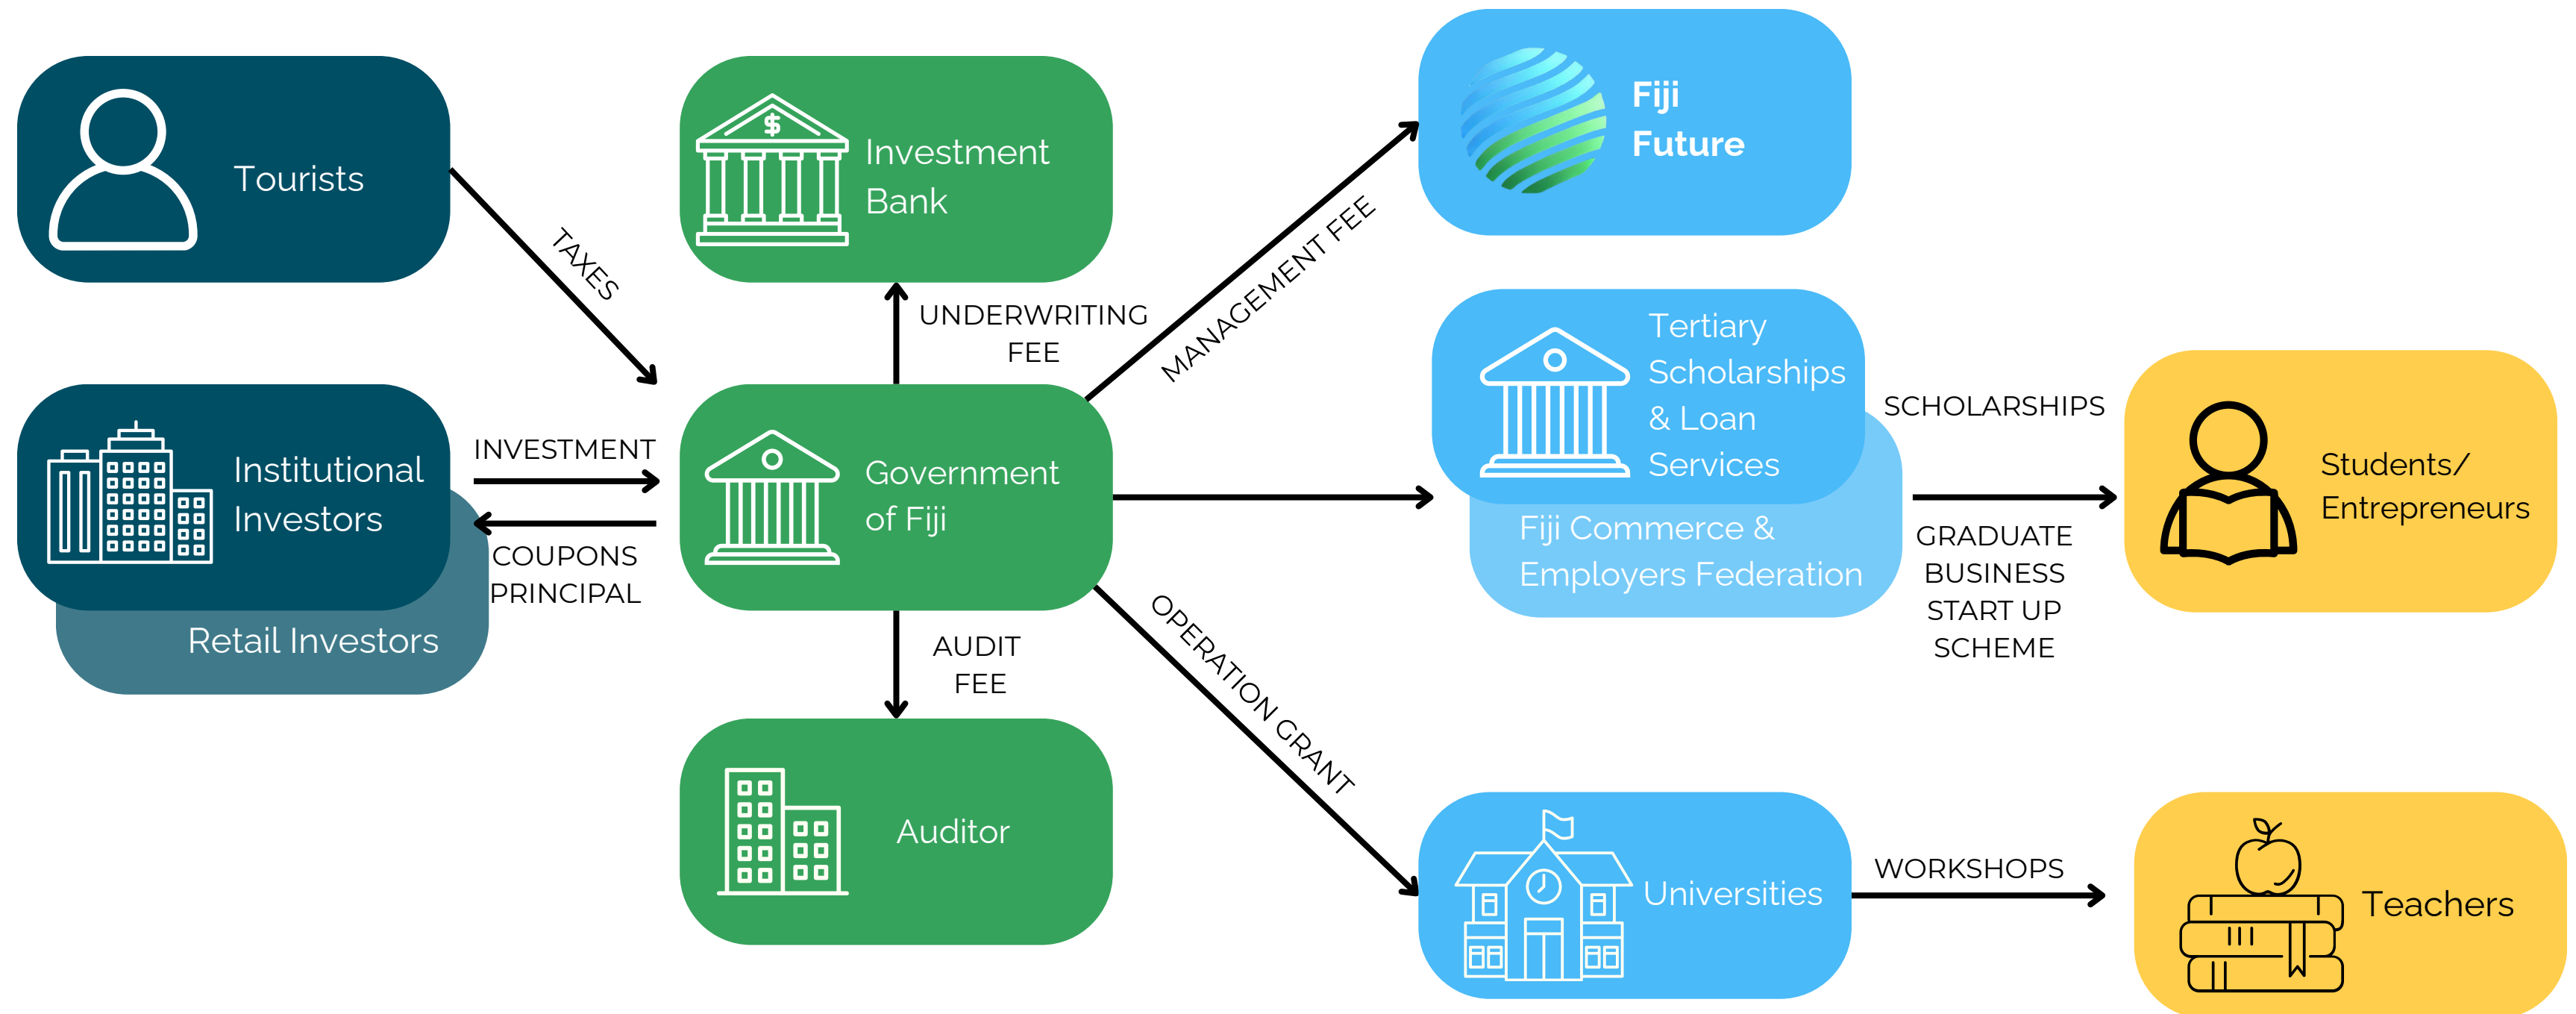 Tourists
TAXES
Institutional
Investors
Retail Investors
INVESTMENT
COUPONS
PRINCIPAL
$
Investment
Bank
UNDERWRITING
FEE
Government
of Fiji
AUDIT
FEE
Auditor
MANAGEMENT FEE
OPERATION GRANT
Fiji
Future
Tertiary
Scholarships
& Loan
Services
Fiji Commerce &
Employers Federation
SCHOLARSHIPS
GRADUATE
BUSINESS
START UP
SCHEME
Students/
Entrepreneurs
Universities
WORKSHOPS
Teachers